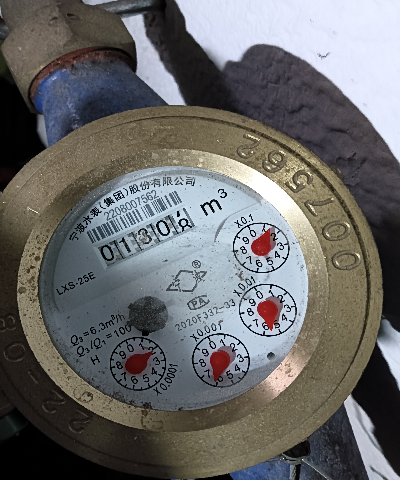 宁波水表(集团)股份有限公司
2208007562
m³
LXS-25E
X0.1
X0.01
PA
2020F332-33
Q₃=6.3m³/h
Q₃/Q₁=100
H
X0.001
X0.0001
007562